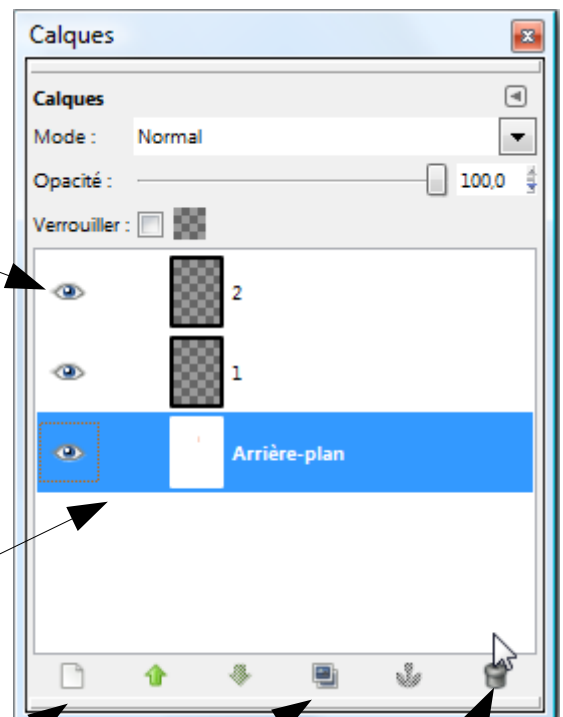 Calques
Calques
Mode : Normal
Opacité : 100,0
Verrouiller :
2
1
Arrière-plan